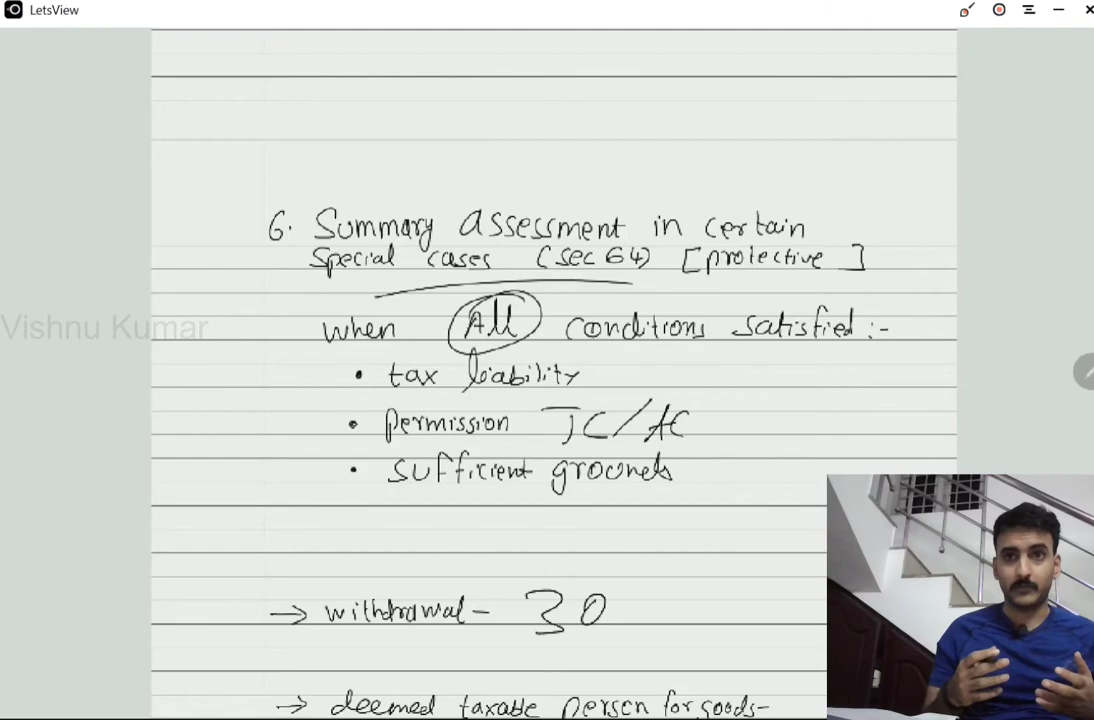 LetsView
6. Summary Assessment in certain
special cases (sec 64) [protective]
Vishnu Kumar
when All conditions satisfied :-
• tax liability
• permission JC/AC
• sufficient grounds
→ withdrawal - 30
→ deemed taxable person for goods-